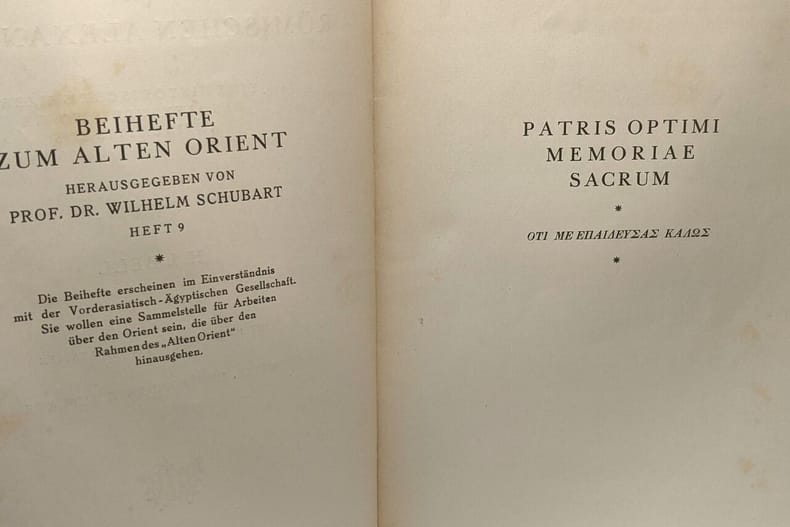 BEIHEFTE
ZUM ALTEN ORIENT
HERAUSGEGEBEN VON
PROF. DR. WILHELM SCHUBART
HEFT 9
Die Beihefte erscheinen im Einverständnis
mit der Vorderasiatisch-Ägyptischen Gesellschaft.
Sie wollen eine Sammelstelle für Arbeiten
über den Orient sein, die über den
Rahmen des „Alten Orient“
hinausgehen.
PATRIS OPTIMI
MEMORIAE
SACRUM
ΟΤΙ ΜΕ ΕΠΑΙΔΕΥΣΑΣ ΚΑΛΩΣ